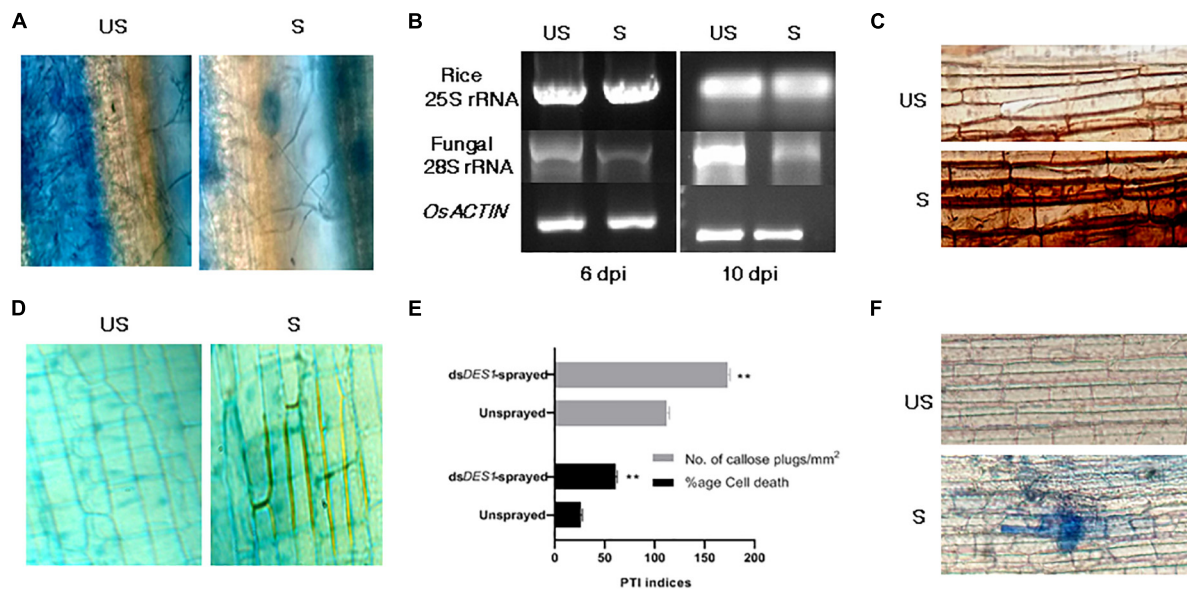 A
US S
B
US S US S
Rice
25S rRNA
Fungal
28S rRNA
OsACTIN
6 dpi 10 dpi
C
US
S
D
US S
E
dsDES1-sprayed
**
Unsprayed
dsDES1-sprayed
**
Unsprayed
No. of callose plugs/mm²
%age Cell death
0 50 100 150 200
PTI indices
F
US
S